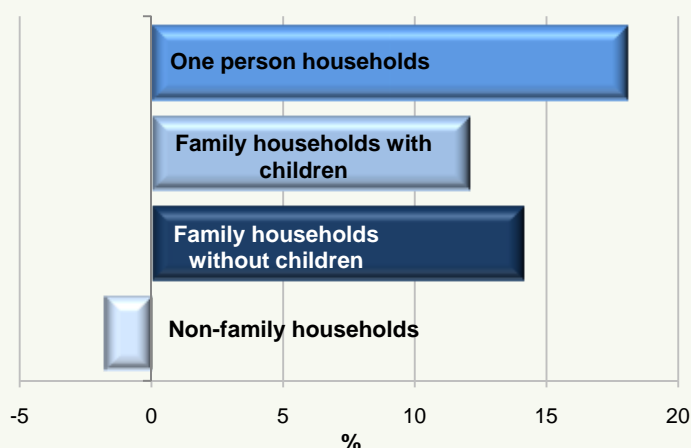 One person households
Family households with
children
Family households
without children
Non-family households
-5 0 5 10 15 20
%